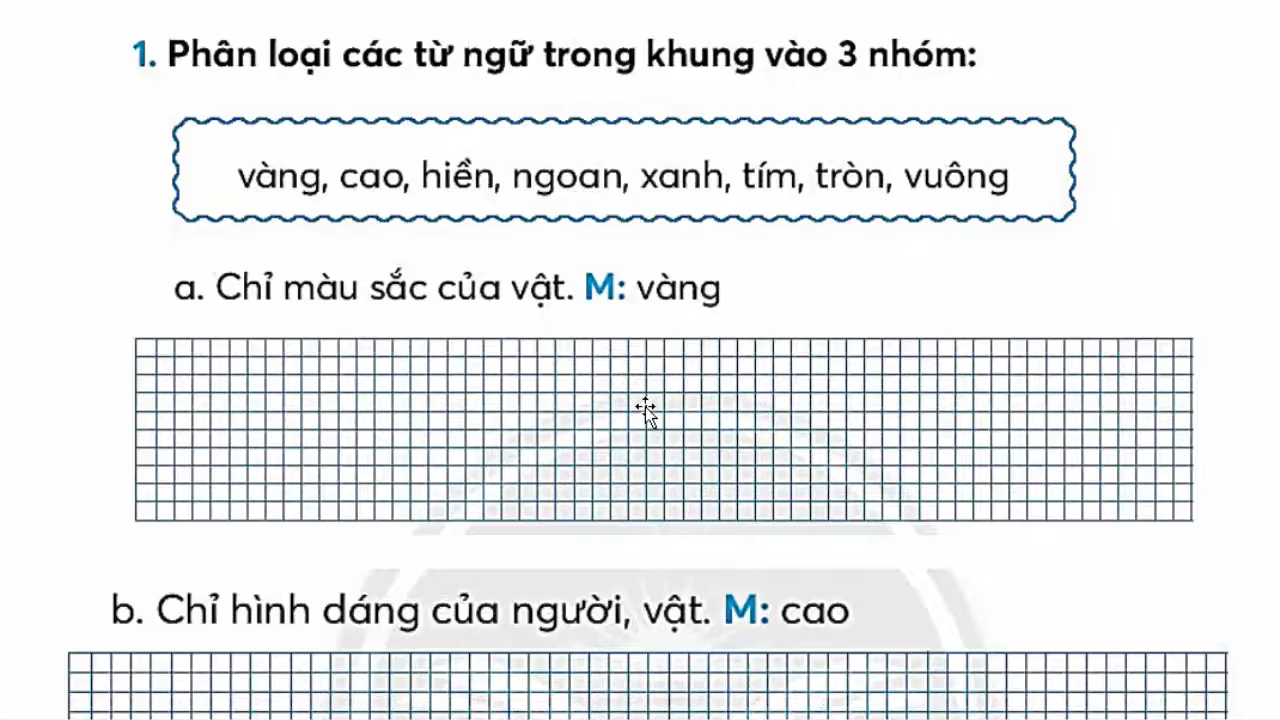 1. Phân loại các từ ngữ trong khung vào 3 nhóm:
vàng, cao, hiền, ngoan, xanh, tím, tròn, vuông
a. Chỉ màu sắc của vật. M: vàng
b. Chỉ hình dáng của người, vật. M: cao